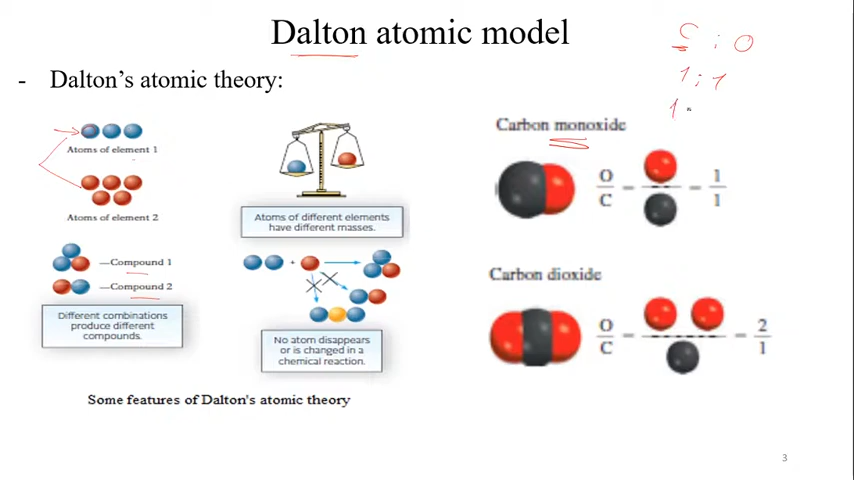 Dalton atomic model
- Dalton's atomic theory:
C : O
1 : 1
1
Atoms of element 1
Atoms of element 2
Compound 1
Compound 2
Different combinations
produce different
compounds.
Atoms of different elements
have different masses.
+
No atom disappears
or is changed in a
chemical reaction.
Some features of Dalton's atomic theory
Carbon monoxide
O
C
1
1
Carbon dioxide
O
C
2
1
3